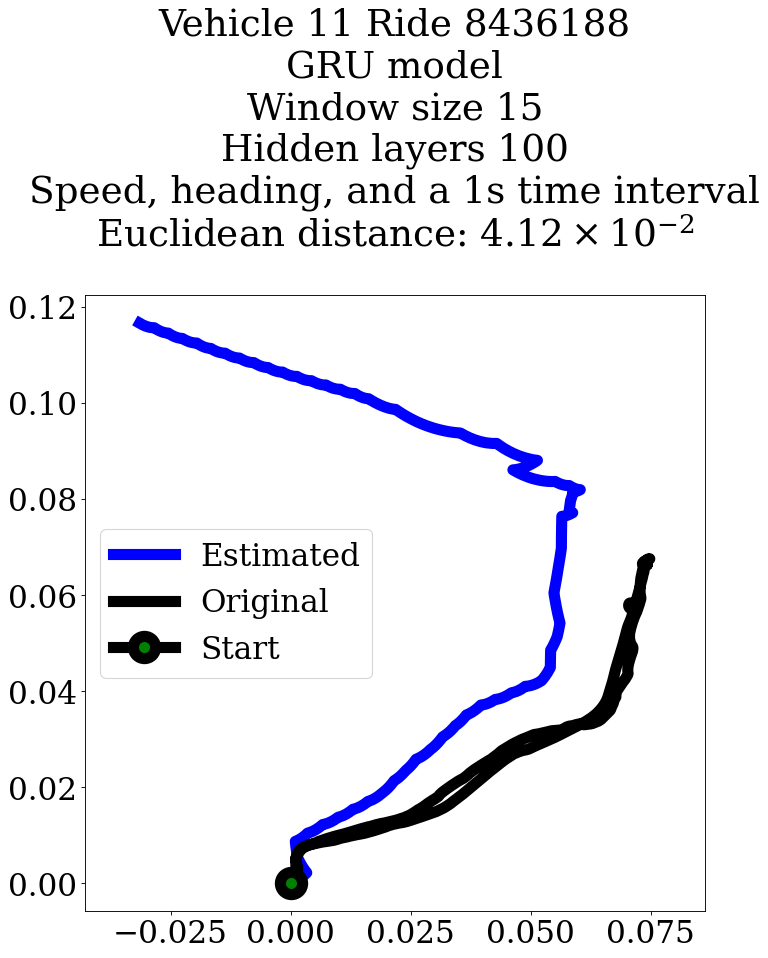 Vehicle 11 Ride 8436188
GRU model
Window size 15
Hidden layers 100
Speed, heading, and a 1s time interval
Euclidean distance: 4.12 × 10⁻²
0.12
0.10
0.08
0.06
0.04
0.02
0.00
Estimated
Original
Start
−0.025 0.000 0.025 0.050 0.075